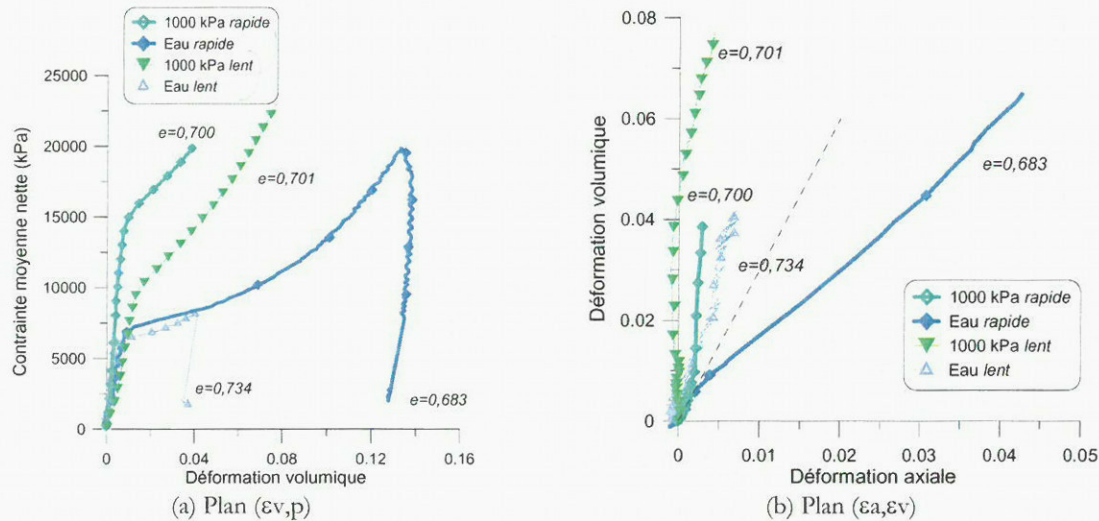 1000 kPa rapide
Eau rapide
1000 kPa lent
Eau lent
25000
20000
15000
10000
5000
0
Contrainte moyenne nette (kPa)
e=0,700
e=0,701
e=0,734
e=0,683
0
0.04
0.08
0.12
0.16
Déformation volumique
(a) Plan (εv,p)
0.08
0.06
0.04
0.02
0
Déformation volumique
e=0,701
e=0,700
e=0,683
e=0,734
1000 kPa rapide
Eau rapide
1000 kPa lent
Eau lent
0
0.01
0.02
0.03
0.04
0.05
Déformation axiale
(b) Plan (εa,εv)